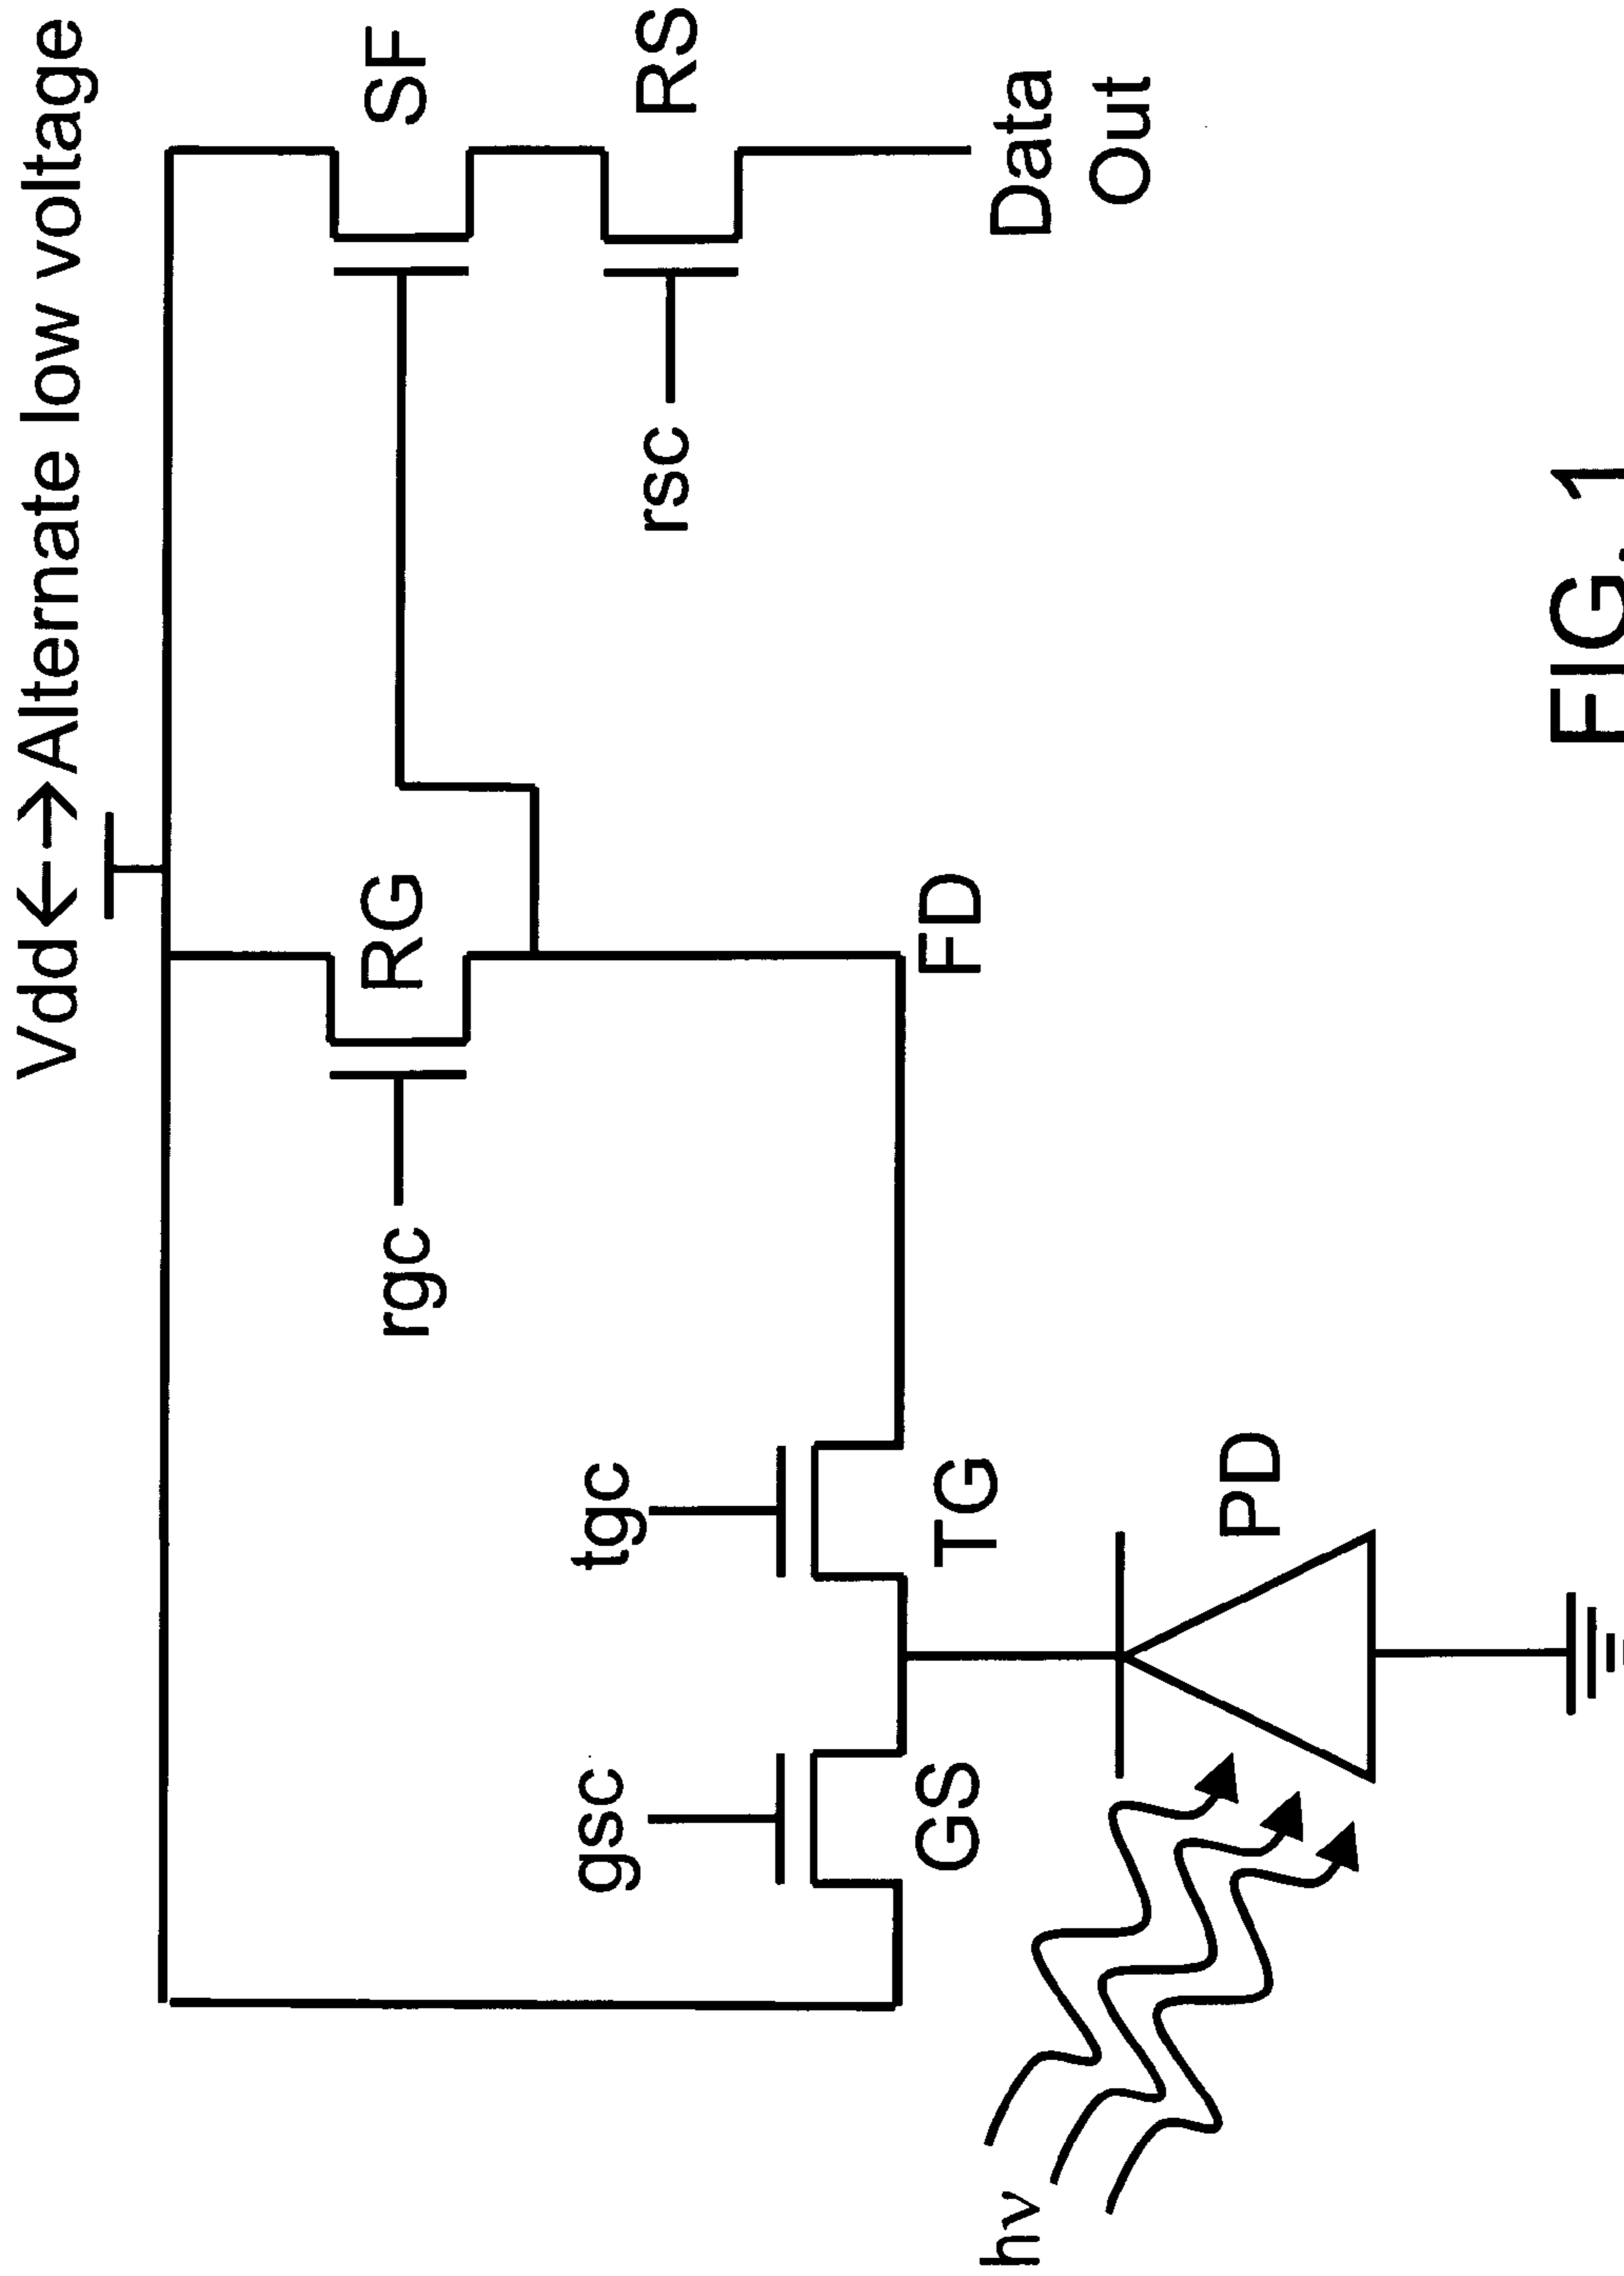 Vdd ←→ Alternate low voltage
SF
RG
rgc
RS
rsc
tgc
gsc
FD
TG
GS
Data
Out
hν
PD
FIG. 1